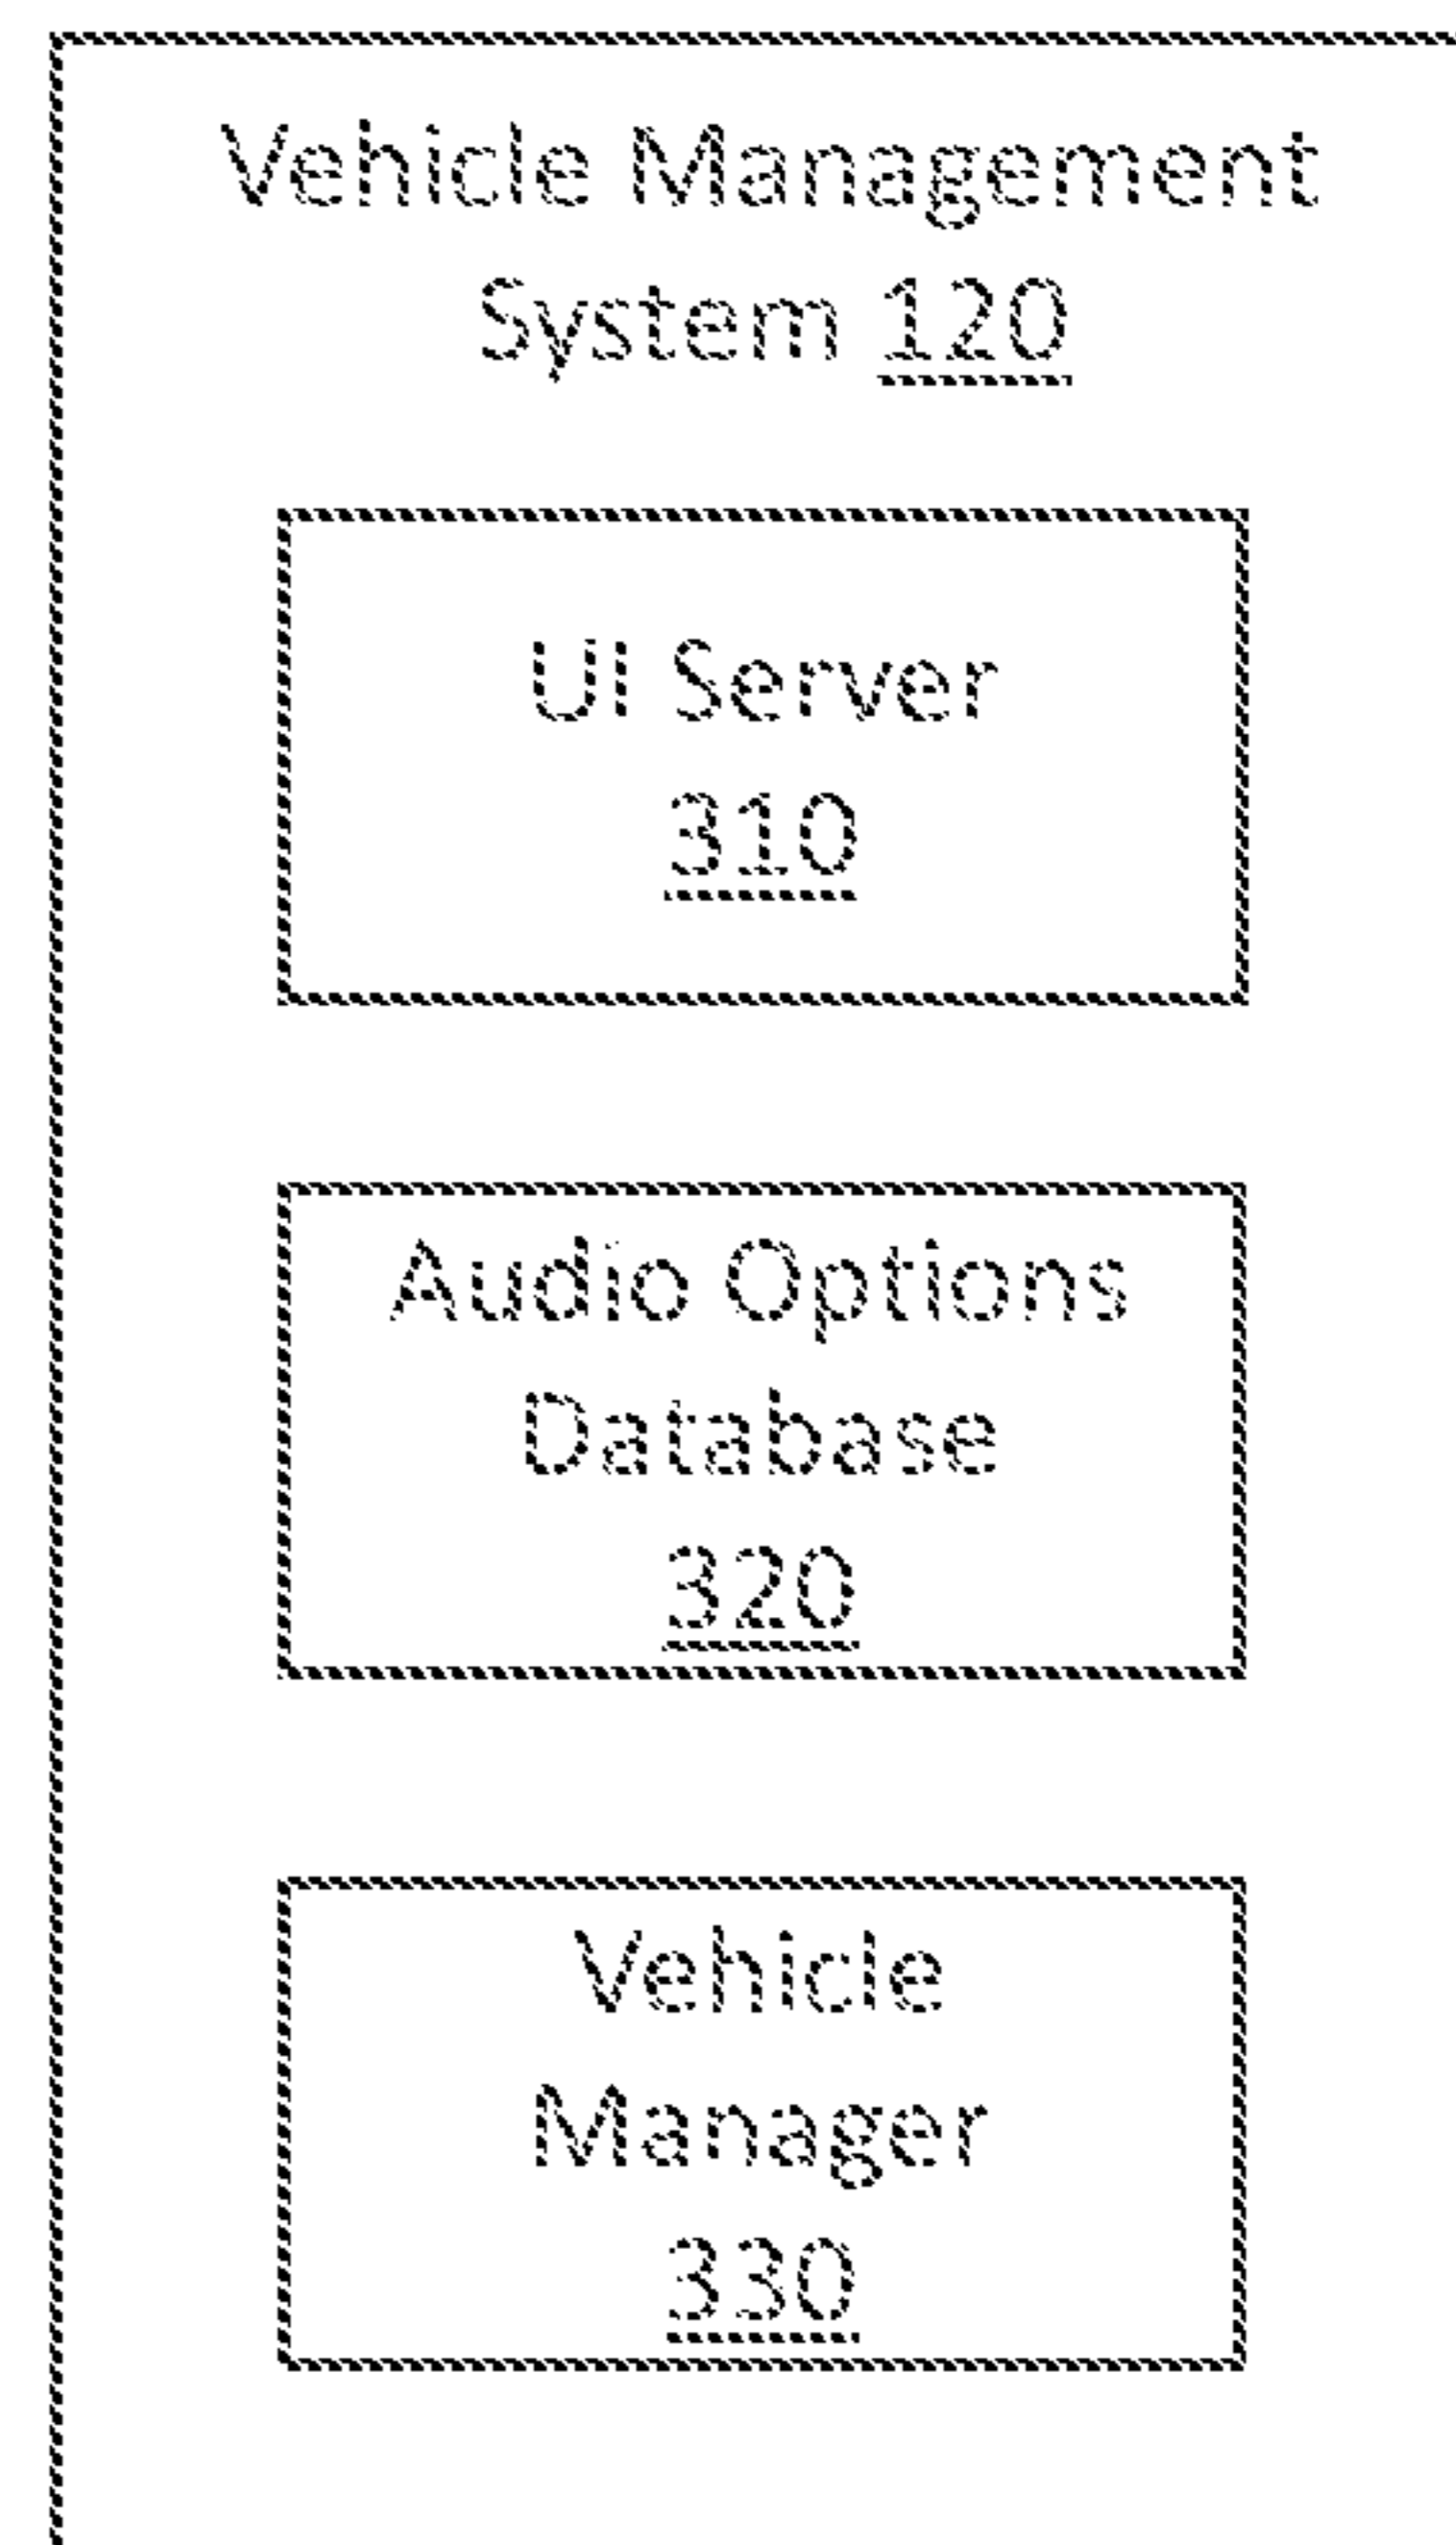 Vehicle Management
System 120
UI Server
310
Audio Options
Database
320
Vehicle
Manager
330